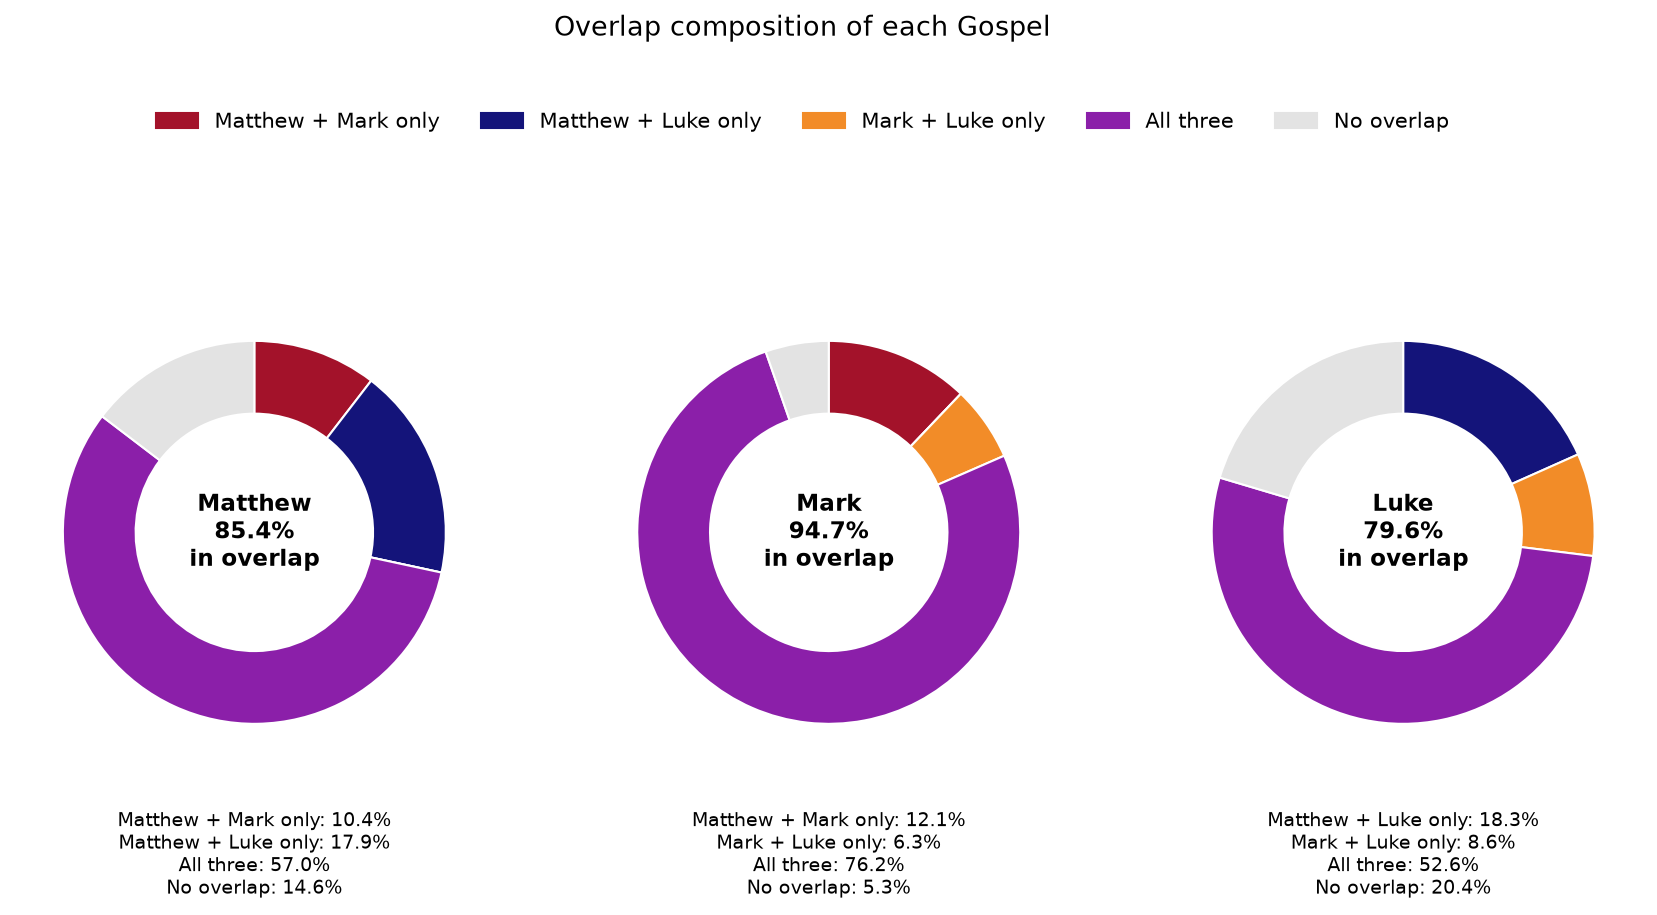 Overlap composition of each Gospel
Matthew + Mark only
Matthew + Luke only
Mark + Luke only
All three
No overlap
Matthew
85.4%
in overlap
Mark
94.7%
in overlap
Luke
79.6%
in overlap
Matthew + Mark only: 10.4%
Matthew + Luke only: 17.9%
All three: 57.0%
No overlap: 14.6%
Matthew + Mark only: 12.1%
Mark + Luke only: 6.3%
All three: 76.2%
No overlap: 5.3%
Matthew + Luke only: 18.3%
Mark + Luke only: 8.6%
All three: 52.6%
No overlap: 20.4%